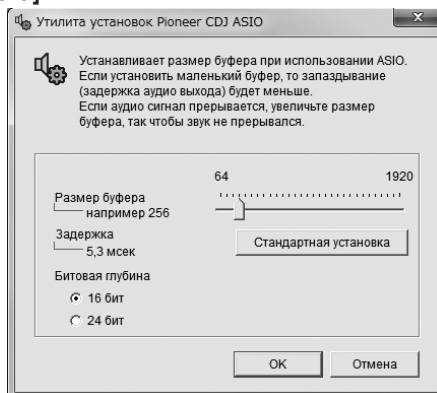 Утилита установок Pioneer CDJ ASIO
Устанавливает размер буфера при использовании ASIO.
Если установить маленький буфер, то запаздывание
(задержка аудио выхода) будет меньше.
Если аудио сигнал прерывается, увеличьте размер
буфера, так чтобы звук не прерывался.
64 1920
Размер буфера
например 256
Задержка
5,3 мсек
Стандартная установка
Битовая глубина
16 бит
24 бит
OK Отмена